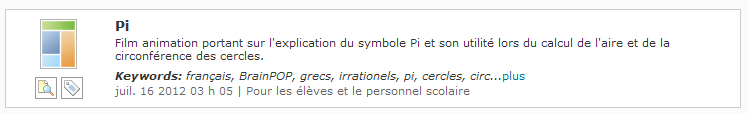 Pi
Film animation portant sur l'explication du symbole Pi et son utilité lors du calcul de l'aire et de la
circonférence des cercles.
Keywords: français, BrainPOP, grecs, irrationels, pi, cercles, circ...plus
juil. 16 2012 03 h 05 | Pour les élèves et le personnel scolaire